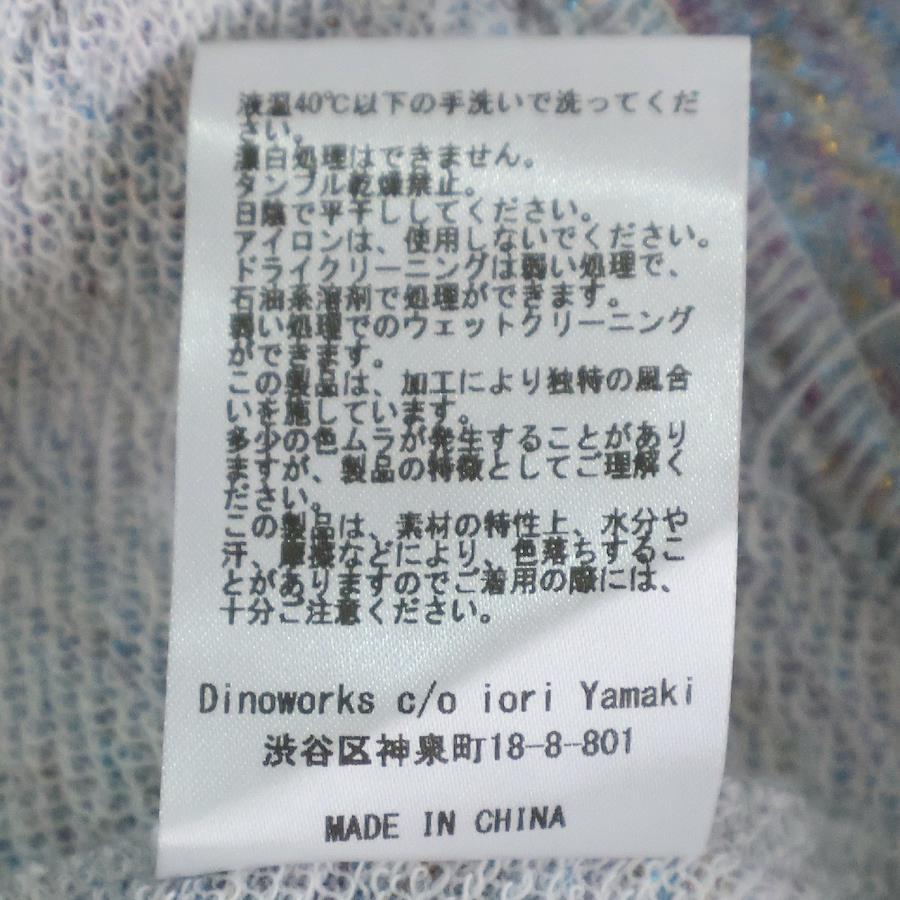 液温40℃以下の手洗いで洗ってくだ
さい。
漂白処理はできません。
タンブル乾燥禁止。
日陰で平干ししてください。
アイロンは、使用しないでください。
ドライクリーニングは弱い処理で、
石油系溶剤で処理ができます。
弱い処理でのウェットクリーニング
ができます。
この製品は、加工により独特の風合
いを施しています。
多少の色ムラが発生することがあり
ますが、製品の特徴としてご理解く
ださい。
この製品は、素材の特性上、水分や
汗、摩擦などにより、色落ちするこ
とがありますのでご着用の際には、
十分ご注意ください。
Dinoworks c/o iori Yamaki
渋谷区神泉町18-8-801
MADE IN CHINA